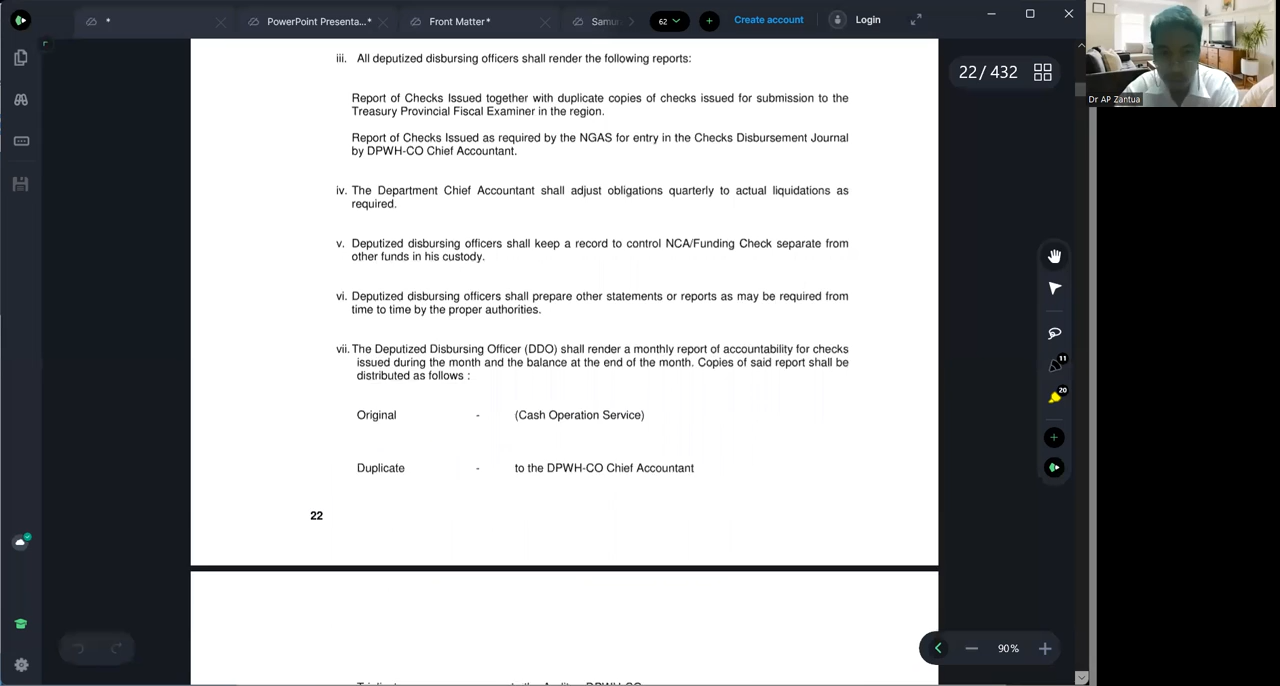 *
PowerPoint Presenta...*
Front Matter*
Samu
62
Create account
Login
22 / 432
Dr AP Zantua
iii. All deputized disbursing officers shall render the following reports:
Report of Checks Issued together with duplicate copies of checks issued for submission to the
Treasury Provincial Fiscal Examiner in the region.
Report of Checks Issued as required by the NGAS for entry in the Checks Disbursement Journal
by DPWH-CO Chief Accountant.
iv. The Department Chief Accountant shall adjust obligations quarterly to actual liquidations as
required.
v. Deputized disbursing officers shall keep a record to control NCA/Funding Check separate from
other funds in his custody.
vi. Deputized disbursing officers shall prepare other statements or reports as may be required from
time to time by the proper authorities.
vii. The Deputized Disbursing Officer (DDO) shall render a monthly report of accountability for checks
issued during the month and the balance at the end of the month. Copies of said report shall be
distributed as follows :
Original - (Cash Operation Service)
Duplicate - to the DPWH-CO Chief Accountant
22
11
20
90%